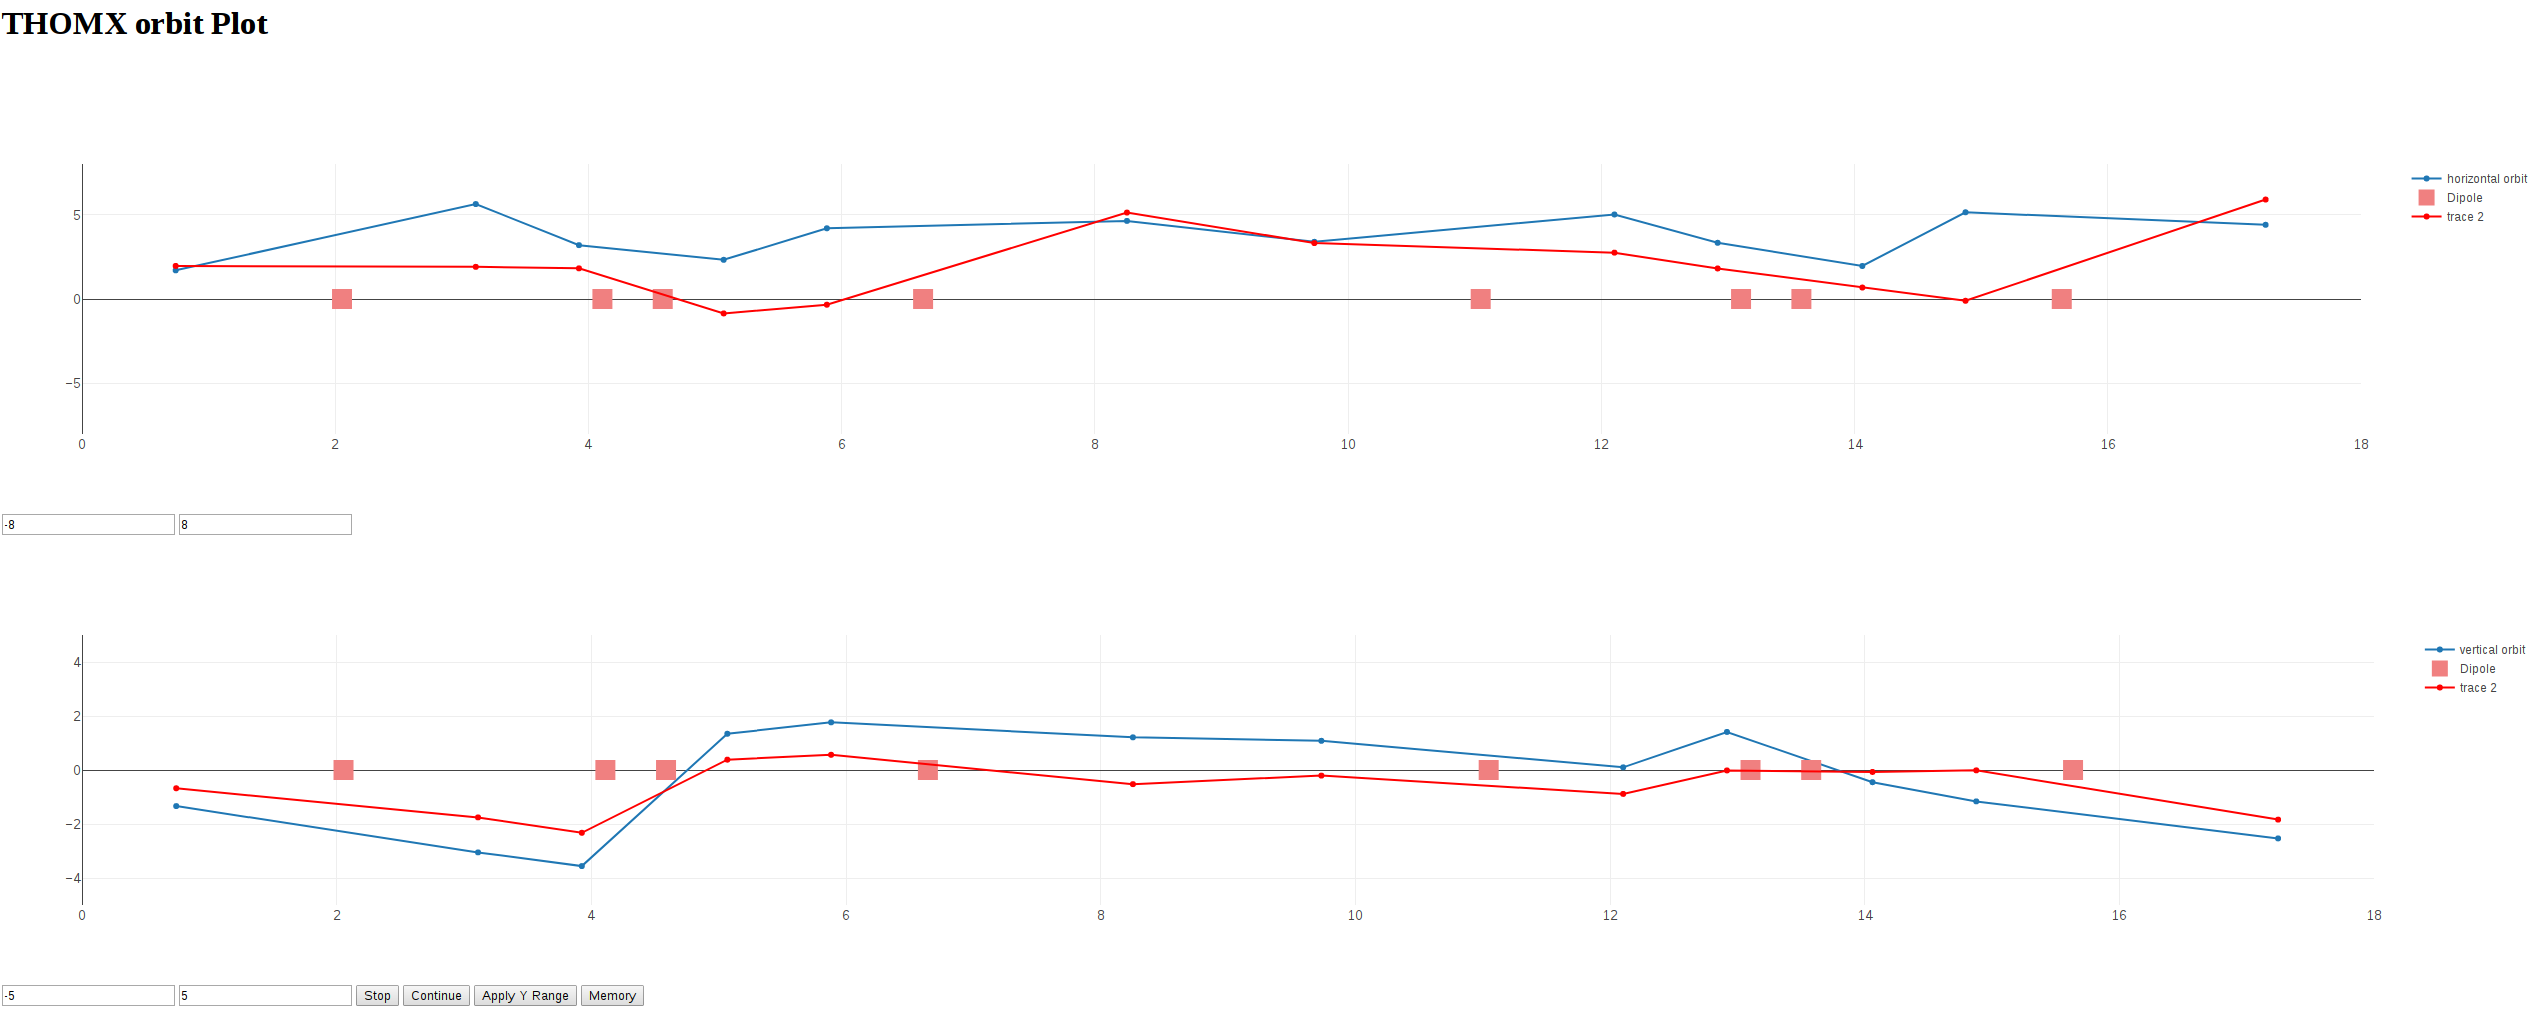 THOMX orbit Plot
horizontal orbit
Dipole
trace 2
5
0
−5
0 2 4 6 8 10 12 14 16 18
-8 8
vertical orbit
Dipole
trace 2
4
2
0
−2
−4
0 2 4 6 8 10 12 14 16 18
-5 5 Stop Continue Apply Y Range Memory